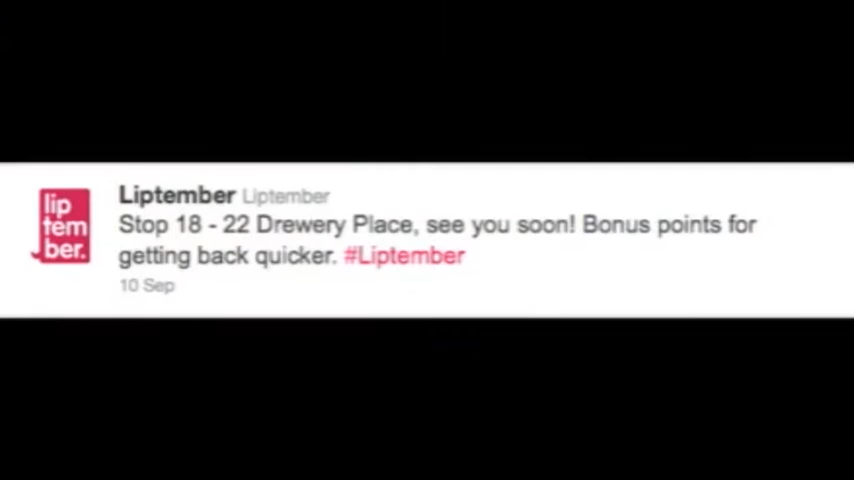 lip
tem
ber.
Liptember Liptember
Stop 18 - 22 Drewery Place, see you soon! Bonus points for
getting back quicker. #Liptember
10 Sep